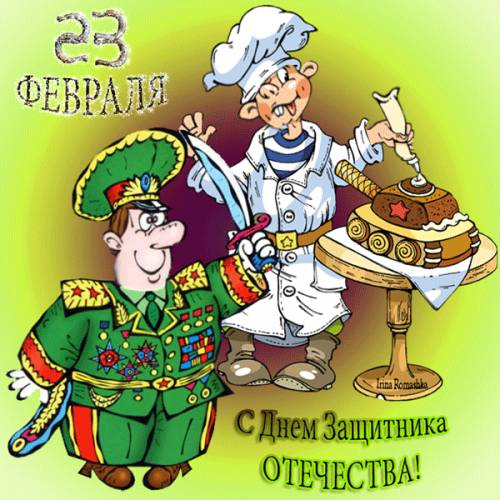 23
ФЕВРАЛЯ
Irina Romashka
С Днем Защитника
ОТЕЧЕСТВА!